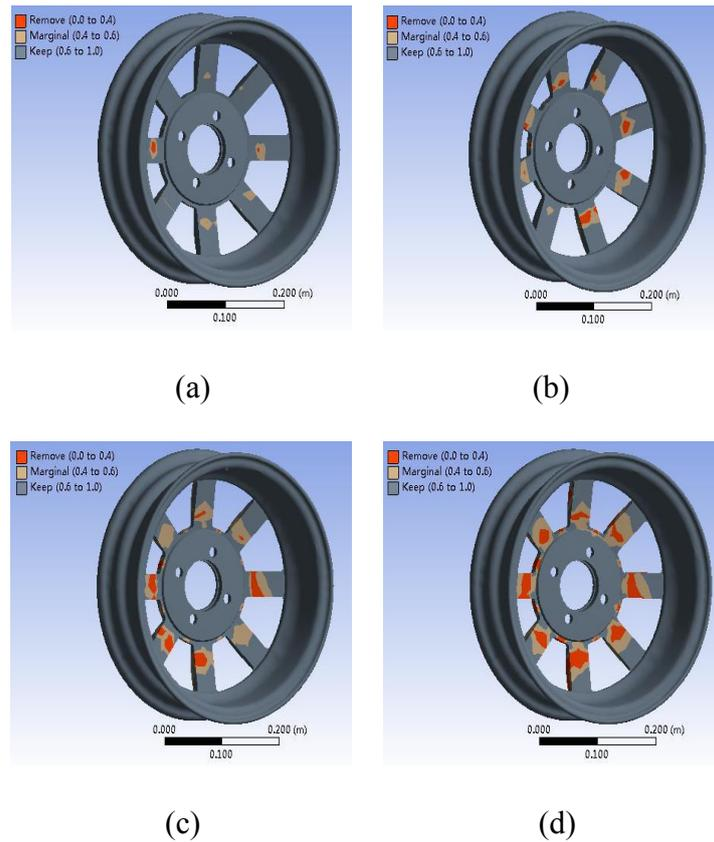 Remove (0.0 to 0.4)
Marginal (0.4 to 0.6)
Keep (0.6 to 1.0)
0.000 0.200 (m)
0.100
(a)
Remove (0.0 to 0.4)
Marginal (0.4 to 0.6)
Keep (0.6 to 1.0)
0.000 0.200 (m)
0.100
(b)
Remove (0.0 to 0.4)
Marginal (0.4 to 0.6)
Keep (0.6 to 1.0)
0.000 0.200 (m)
0.100
(c)
Remove (0.0 to 0.4)
Marginal (0.4 to 0.6)
Keep (0.6 to 1.0)
0.000 0.200 (m)
0.100
(d)